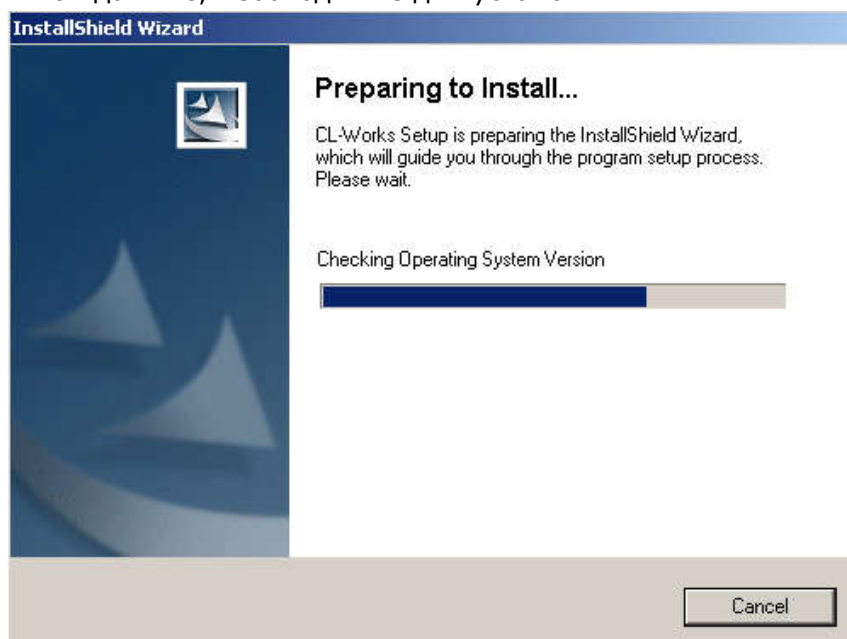 InstallShield Wizard
Preparing to Install...
CL-Works Setup is preparing the InstallShield Wizard,
which will guide you through the program setup process.
Please wait.
Checking Operating System Version
Cancel